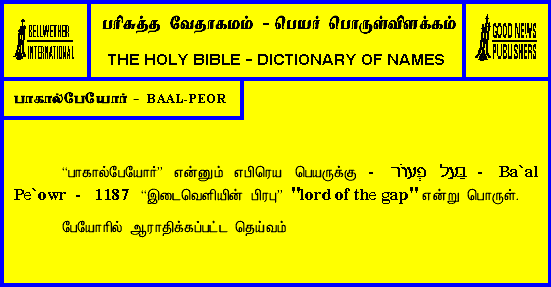 BELLWETHER
INTERNATIONAL
பரிசுத்த வேதாகமம் - பெயர் பொருள்விளக்கம்
THE HOLY BIBLE - DICTIONARY OF NAMES
GOOD NEWS
PUBLISHERS
பாகால்பேயோர் - BAAL-PEOR
“பாகால்பேயோர்” என்னும் எபிரெய பெயருக்கு - בַּעַל פְּעוֹר - Ba`al
Pe`owr - 1187 “இடைவெளியின் பிரபு” "lord of the gap" என்று பொருள்.
பேயோரில் ஆராதிக்கப்பட்ட தெய்வம்